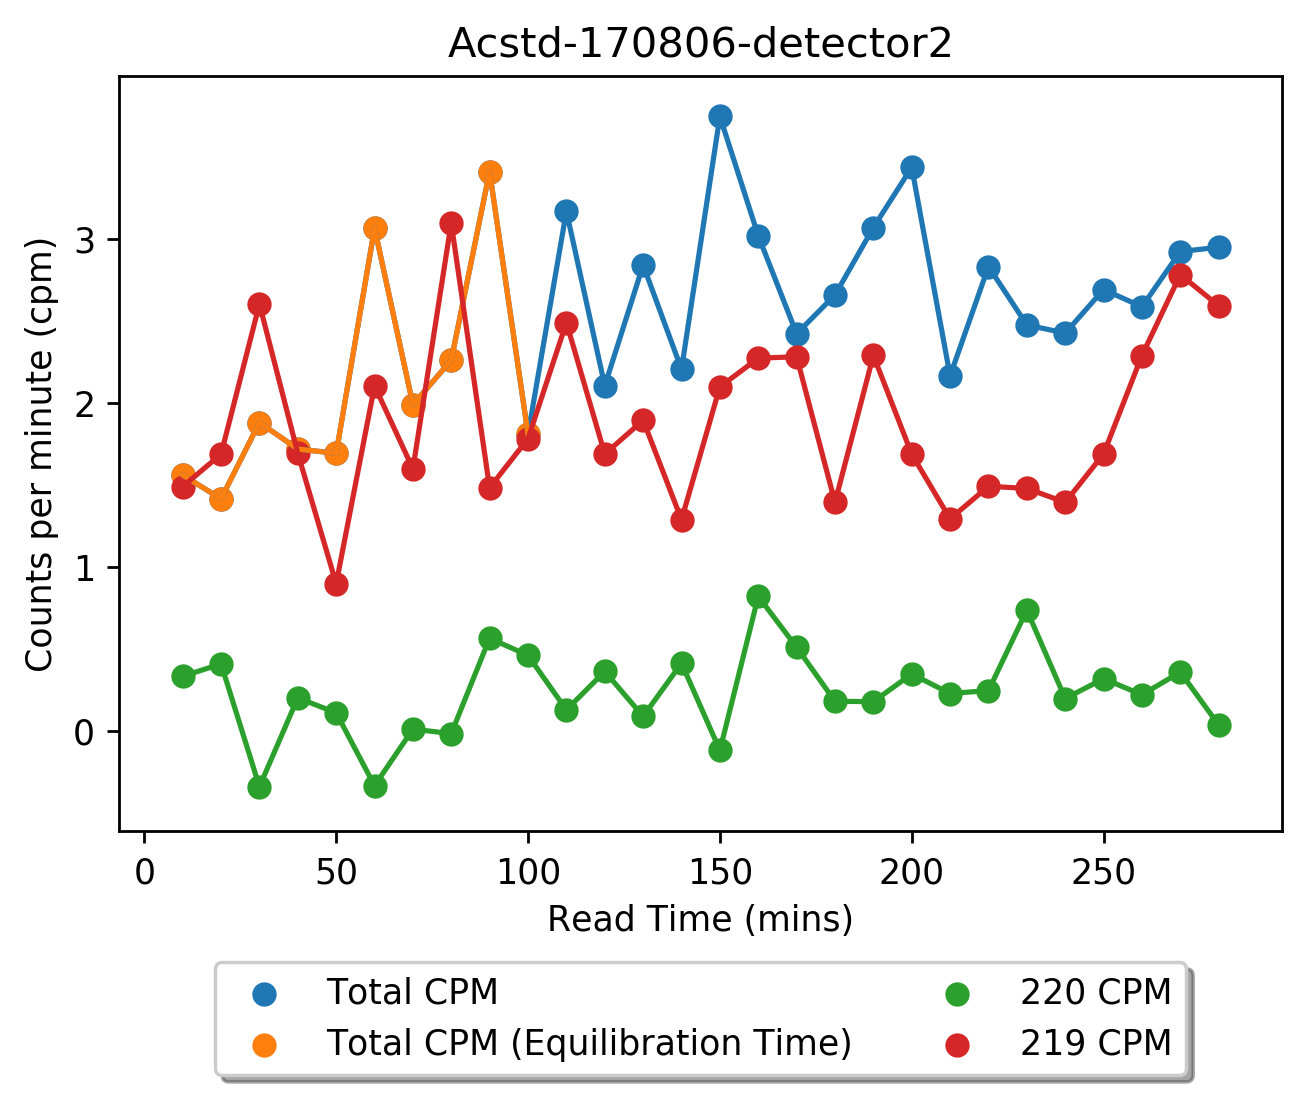 Acstd-170806-detector2
Counts per minute (cpm)
3
2
1
0
0 50 100 150 200 250
Read Time (mins)
Total CPM
Total CPM (Equilibration Time)
220 CPM
219 CPM